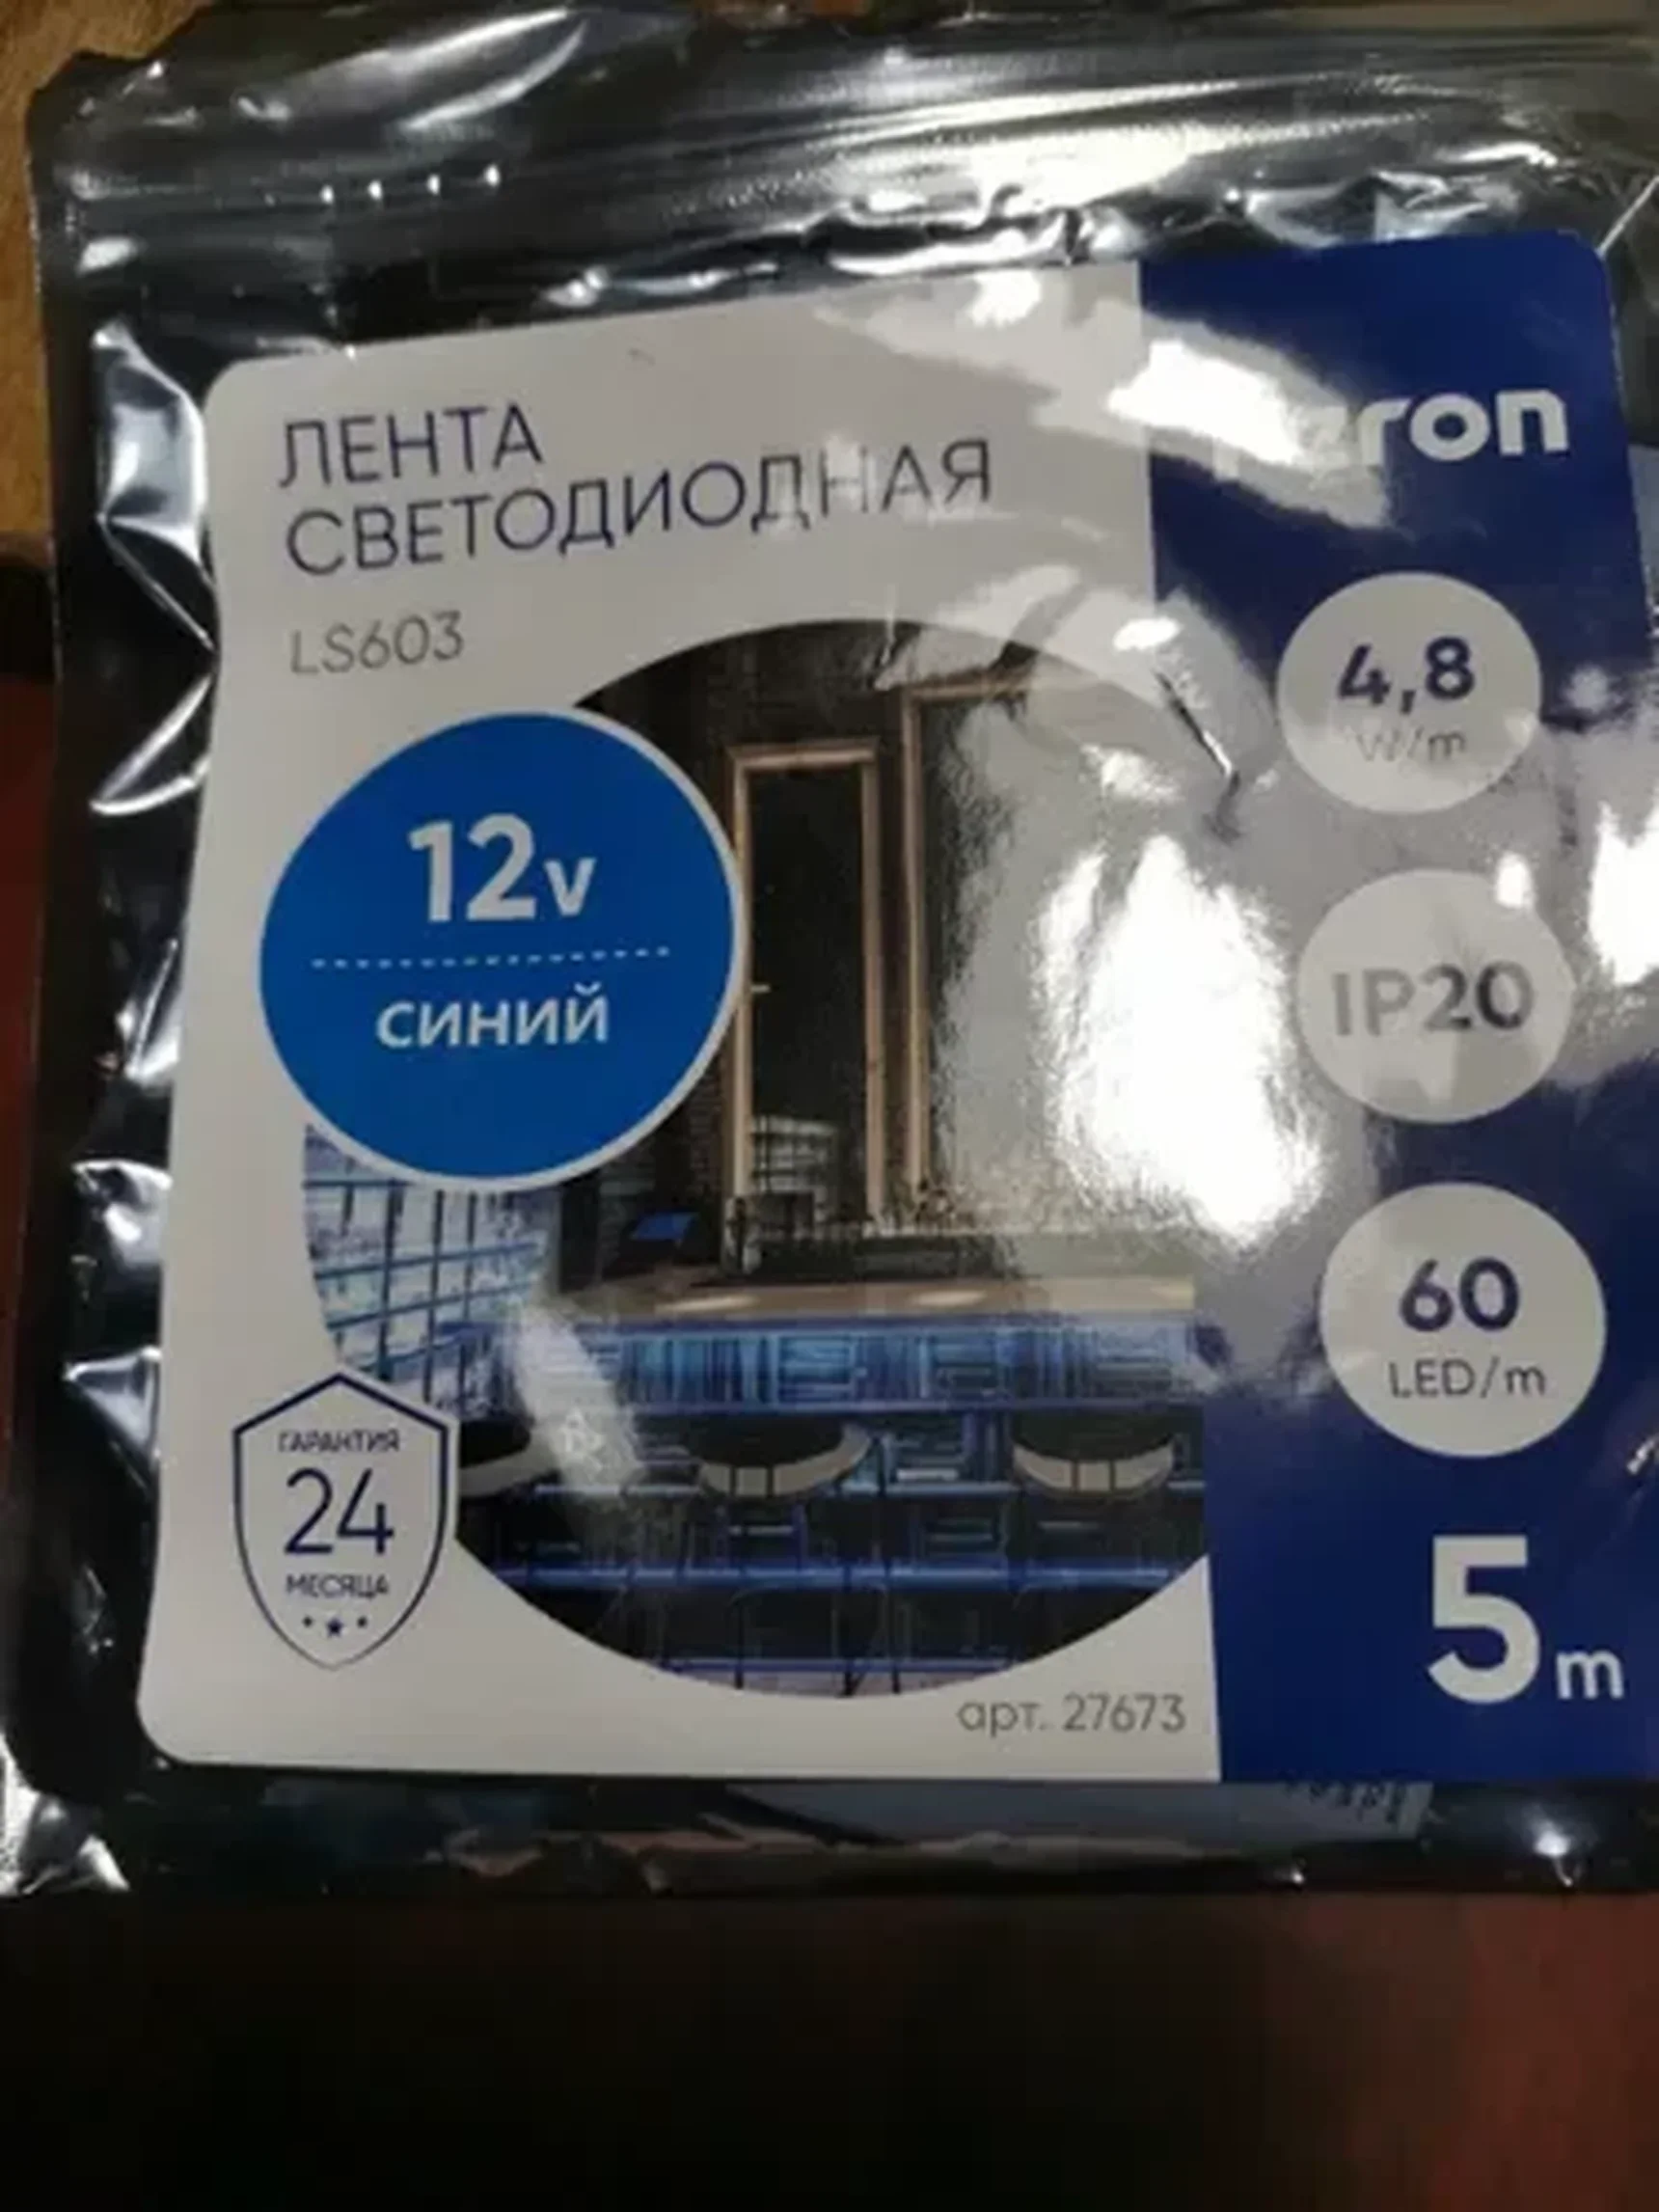 ЛЕНТА
СВЕТОДИОДНАЯ
LS603
12v
СИНИЙ
4,8
W/m
IP20
60
LED/m
5m
ГАРАНТИЯ
24
МЕСЯЦА
арт. 27673